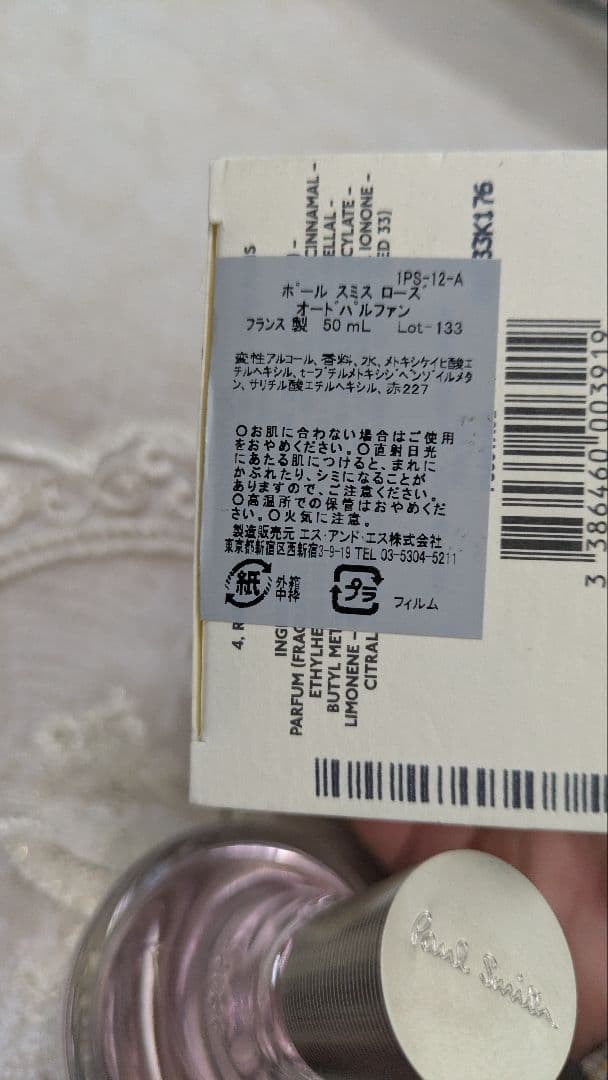 1PS-12-A
ポール スミス ローズ
オードパルファン
フランス 製 50 mL Lot-133
変性アルコール、香料、水、メトキシケイヒ酸エ
チルヘキシル、t-ブチルメトキシジベンゾイルメタ
ン、サリチル酸エチルヘキシル、赤227
○お肌に合わない場合はご使用
をおやめください。○直射日光
にあたる肌につけると、まれに
かぶれたり、シミになることが
ありますので、ご注意ください。
○高温所での保管はおやめくだ
さい。○火気に注意。
製造販売元 エス・アンド・エス株式会社
東京都新宿区西新宿3-9-19 TEL 03-5304-5211
紙 外箱
中枠
プラ フィルム
CINNAMAL -
ELLAL -
CYLATE -
IONONE -
ED 33)
33K176
4, R
ING
PARFUM (FRAG
ETHYLHE
BUTYL MET
LIMONENE -
CITRAL
3 386460 003919
Paul Smith